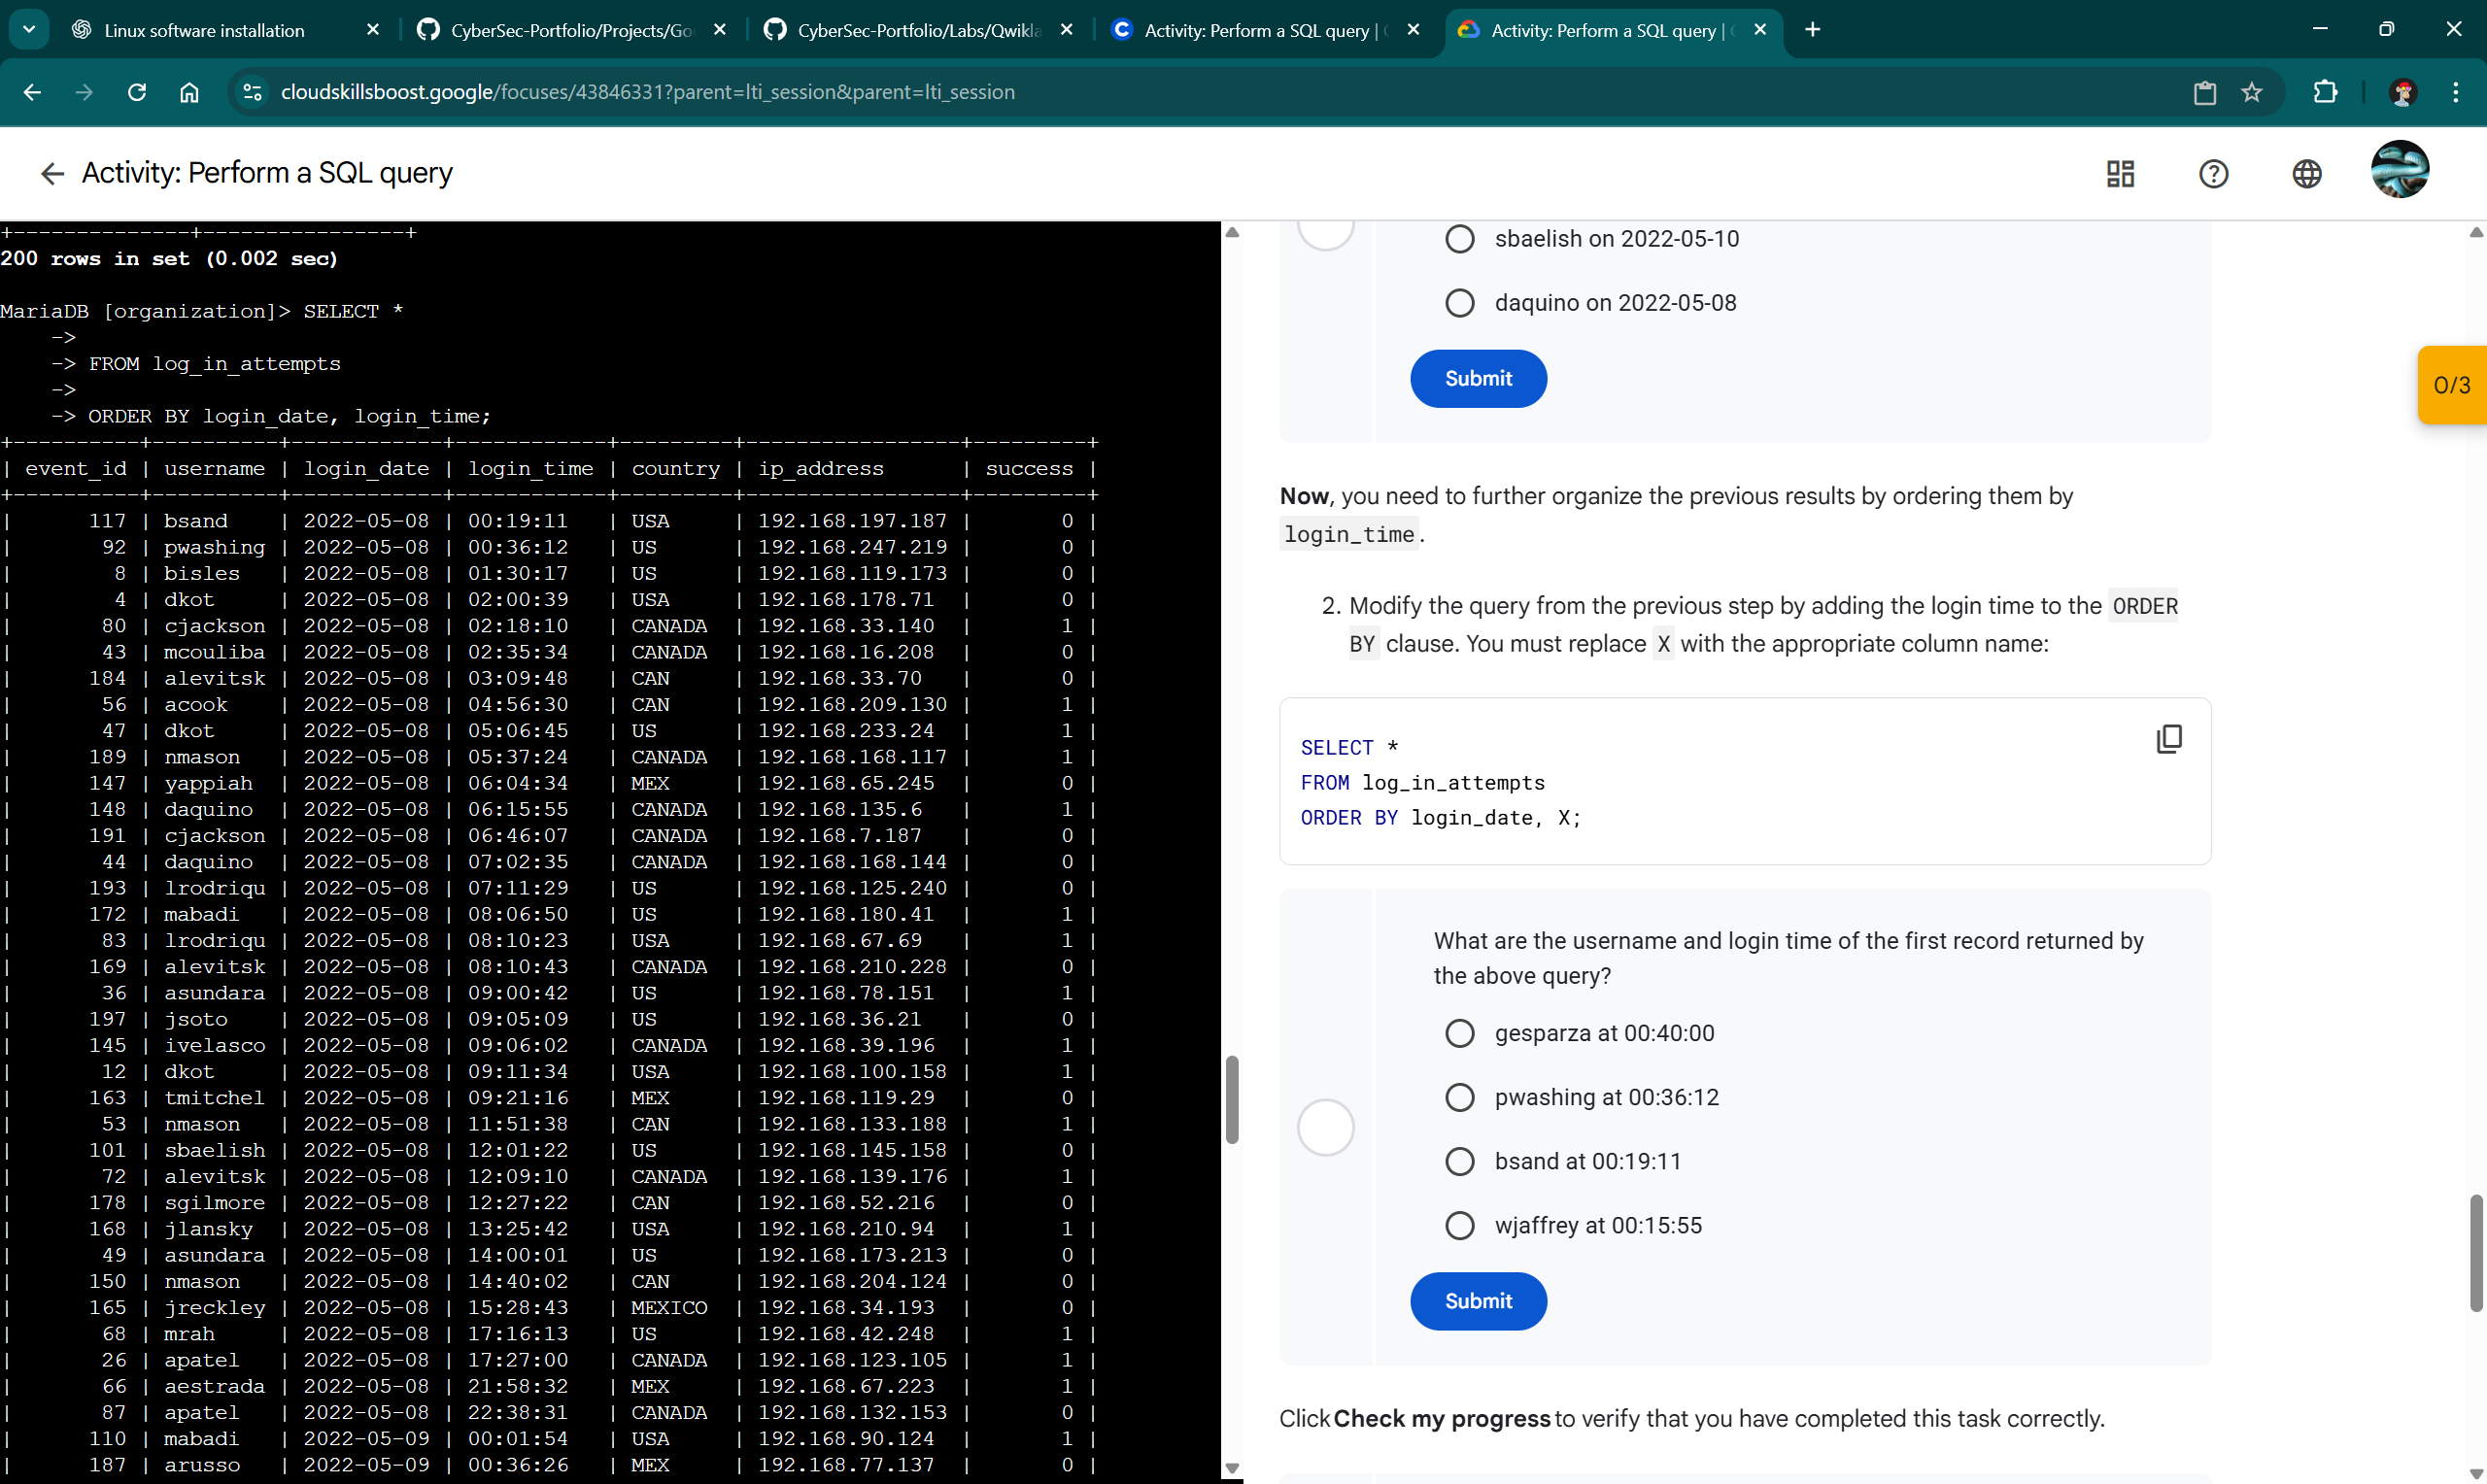 Linux software installation
CyberSec-Portfolio/Projects/Go
CyberSec-Portfolio/Labs/Qwikla
Activity: Perform a SQL query |
Activity: Perform a SQL query |
cloudskillsboost.google/focuses/43846331?parent=lti_session&parent=lti_session
Activity: Perform a SQL query
+--------------+----------------+
200 rows in set (0.002 sec)
MariaDB [organization]> SELECT *
->
-> FROM log_in_attempts
->
-> ORDER BY login_date, login_time;
+----------+----------+------------+------------+---------+-----------------+---------+
| event_id | username | login_date | login_time | country | ip_address | success |
+----------+----------+------------+------------+---------+-----------------+---------+
| 117 | bsand | 2022-05-08 | 00:19:11 | USA | 192.168.197.187 | 0 |
| 92 | pwashing | 2022-05-08 | 00:36:12 | US | 192.168.247.219 | 0 |
| 8 | bisles | 2022-05-08 | 01:30:17 | US | 192.168.119.173 | 0 |
| 4 | dkot | 2022-05-08 | 02:00:39 | USA | 192.168.178.71 | 0 |
| 80 | cjackson | 2022-05-08 | 02:18:10 | CANADA | 192.168.33.140 | 1 |
| 43 | mcouliba | 2022-05-08 | 02:35:34 | CANADA | 192.168.16.208 | 0 |
| 184 | alevitsk | 2022-05-08 | 03:09:48 | CAN | 192.168.33.70 | 0 |
| 56 | acook | 2022-05-08 | 04:56:30 | CAN | 192.168.209.130 | 1 |
| 47 | dkot | 2022-05-08 | 05:06:45 | US | 192.168.233.24 | 1 |
| 189 | nmason | 2022-05-08 | 05:37:24 | CANADA | 192.168.168.117 | 1 |
| 147 | yappiah | 2022-05-08 | 06:04:34 | MEX | 192.168.65.245 | 0 |
| 148 | daquino | 2022-05-08 | 06:15:55 | CANADA | 192.168.135.6 | 1 |
| 191 | cjackson | 2022-05-08 | 06:46:07 | CANADA | 192.168.7.187 | 0 |
| 44 | daquino | 2022-05-08 | 07:02:35 | CANADA | 192.168.168.144 | 0 |
| 193 | lrodriqu | 2022-05-08 | 07:11:29 | US | 192.168.125.240 | 0 |
| 172 | mabadi | 2022-05-08 | 08:06:50 | US | 192.168.180.41 | 1 |
| 83 | lrodriqu | 2022-05-08 | 08:10:23 | USA | 192.168.67.69 | 1 |
| 169 | alevitsk | 2022-05-08 | 08:10:43 | CANADA | 192.168.210.228 | 0 |
| 36 | asundara | 2022-05-08 | 09:00:42 | US | 192.168.78.151 | 1 |
| 197 | jsoto | 2022-05-08 | 09:05:09 | US | 192.168.36.21 | 0 |
| 145 | ivelasco | 2022-05-08 | 09:06:02 | CANADA | 192.168.39.196 | 1 |
| 12 | dkot | 2022-05-08 | 09:11:34 | USA | 192.168.100.158 | 1 |
| 163 | tmitchel | 2022-05-08 | 09:21:16 | MEX | 192.168.119.29 | 0 |
| 53 | nmason | 2022-05-08 | 11:51:38 | CAN | 192.168.133.188 | 1 |
| 101 | sbaelish | 2022-05-08 | 12:01:22 | US | 192.168.145.158 | 0 |
| 72 | alevitsk | 2022-05-08 | 12:09:10 | CANADA | 192.168.139.176 | 1 |
| 178 | sgilmore | 2022-05-08 | 12:27:22 | CAN | 192.168.52.216 | 0 |
| 168 | jlansky | 2022-05-08 | 13:25:42 | USA | 192.168.210.94 | 1 |
| 49 | asundara | 2022-05-08 | 14:00:01 | US | 192.168.173.213 | 0 |
| 150 | nmason | 2022-05-08 | 14:40:02 | CAN | 192.168.204.124 | 0 |
| 165 | jreckley | 2022-05-08 | 15:28:43 | MEXICO | 192.168.34.193 | 0 |
| 68 | mrah | 2022-05-08 | 17:16:13 | US | 192.168.42.248 | 1 |
| 26 | apatel | 2022-05-08 | 17:27:00 | CANADA | 192.168.123.105 | 1 |
| 66 | aestrada | 2022-05-08 | 21:58:32 | MEX | 192.168.67.223 | 1 |
| 87 | apatel | 2022-05-08 | 22:38:31 | CANADA | 192.168.132.153 | 0 |
| 110 | mabadi | 2022-05-09 | 00:01:54 | USA | 192.168.90.124 | 1 |
| 187 | arusso | 2022-05-09 | 00:36:26 | MEX | 192.168.77.137 | 0 |
sbaelish on 2022-05-10
daquino on 2022-05-08
Submit
0/3
Now, you need to further organize the previous results by ordering them by
login_time.
2. Modify the query from the previous step by adding the login time to the ORDER
BY clause. You must replace X with the appropriate column name:
SELECT *
FROM log_in_attempts
ORDER BY login_date, X;
What are the username and login time of the first record returned by
the above query?
gesparza at 00:40:00
pwashing at 00:36:12
bsand at 00:19:11
wjaffrey at 00:15:55
Submit
Click Check my progress to verify that you have completed this task correctly.